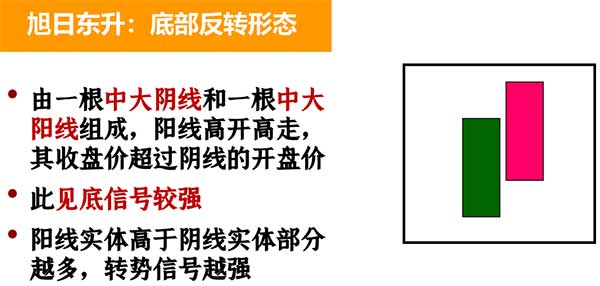 旭日东升：底部反转形态
• 由一根中大阴线和一根中大
阳线组成，阳线高开高走，
其收盘价超过阴线的开盘价
• 此见底信号较强
• 阳线实体高于阴线实体部分
越多，转势信号越强